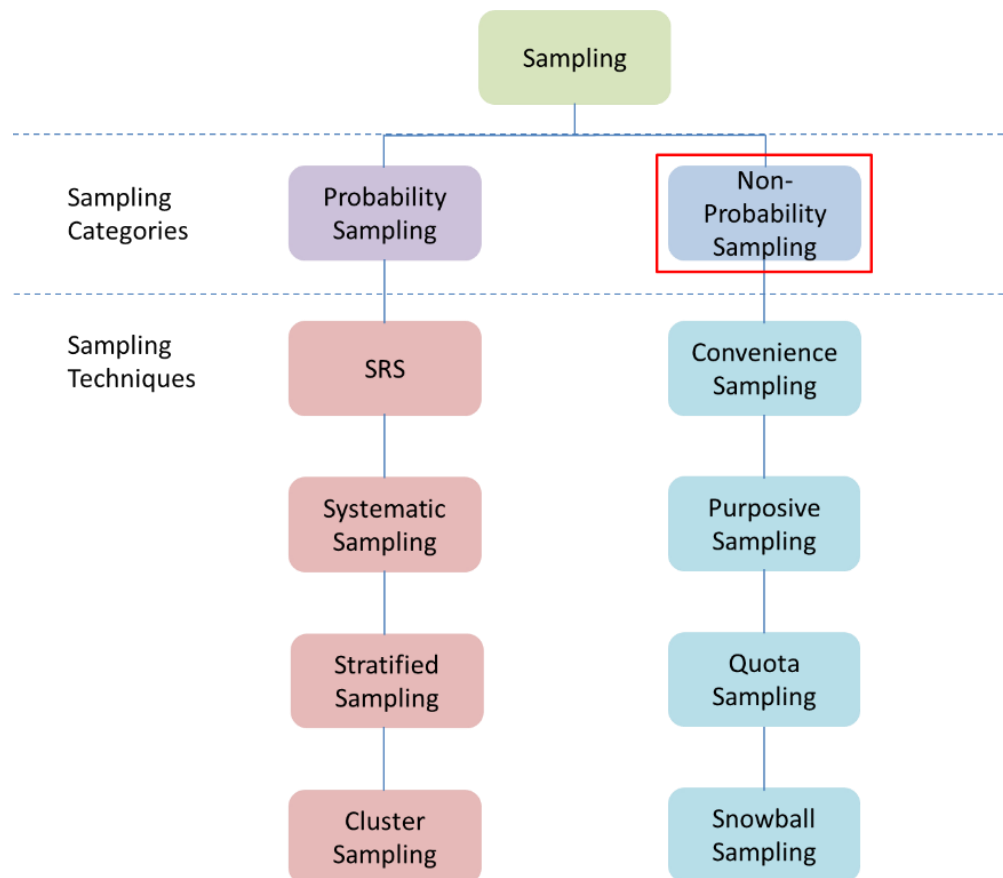 Sampling
Sampling
Categories
Probability
Sampling
Non-
Probability
Sampling
Sampling
Techniques
SRS
Convenience
Sampling
Systematic
Sampling
Purposive
Sampling
Stratified
Sampling
Quota
Sampling
Cluster
Sampling
Snowball
Sampling